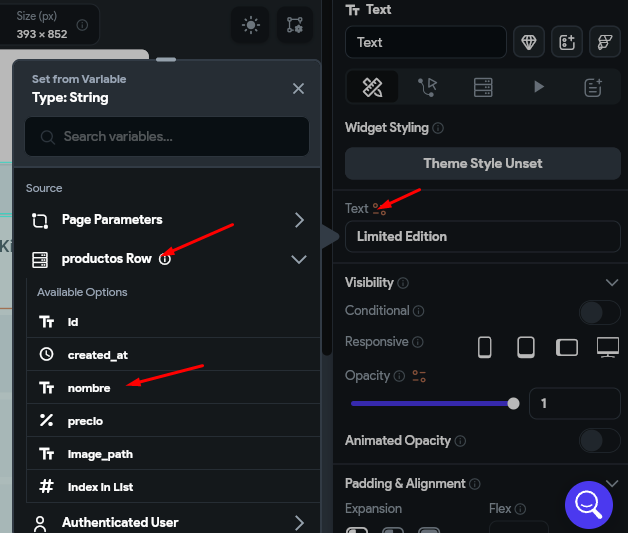 Size (px)
393 × 852
Set from Variable
Type: String
Search variables...
Source
Page Parameters
productos Row
Available Options
id
created_at
nombre
precio
image_path
Index in List
Authenticated User
Ki
Text
Text
Widget Styling
Theme Style Unset
Text
Limited Edition
Visibility
Conditional
Responsive
Opacity
1
Animated Opacity
Padding & Alignment
Expansion
Flex